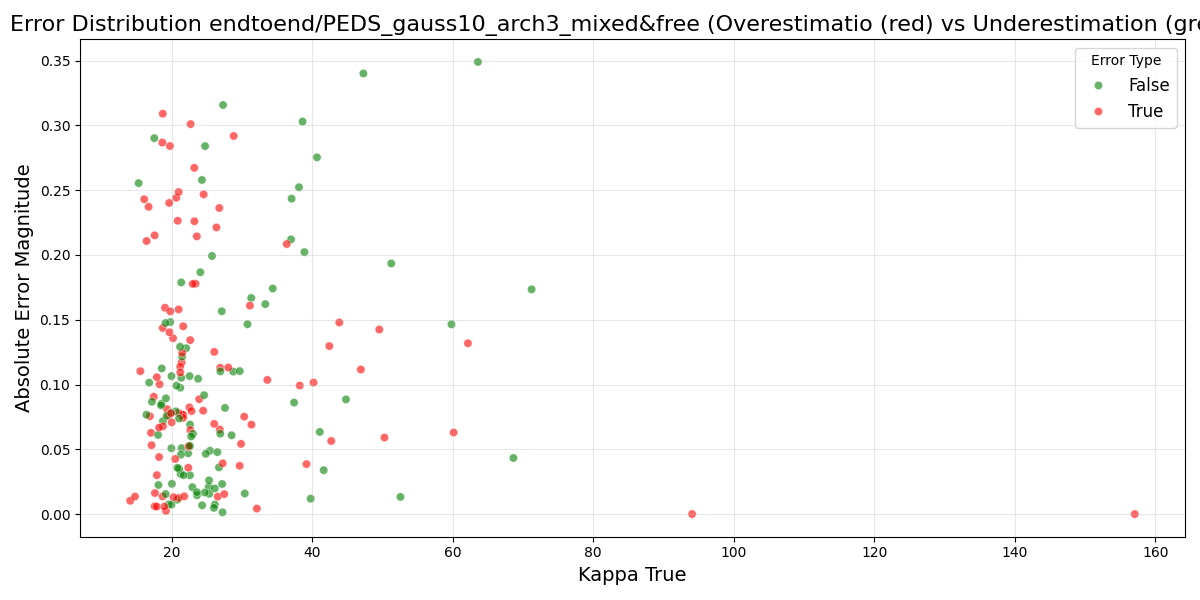 Error Distribution endtoend/PEDS_gauss10_arch3_mixed&free (Overestimatio (red) vs Underestimation (gre
Error Type
False
True
Absolute Error Magnitude
0.35
0.30
0.25
0.20
0.15
0.10
0.05
0.00
20 40 60 80 100 120 140 160
Kappa True